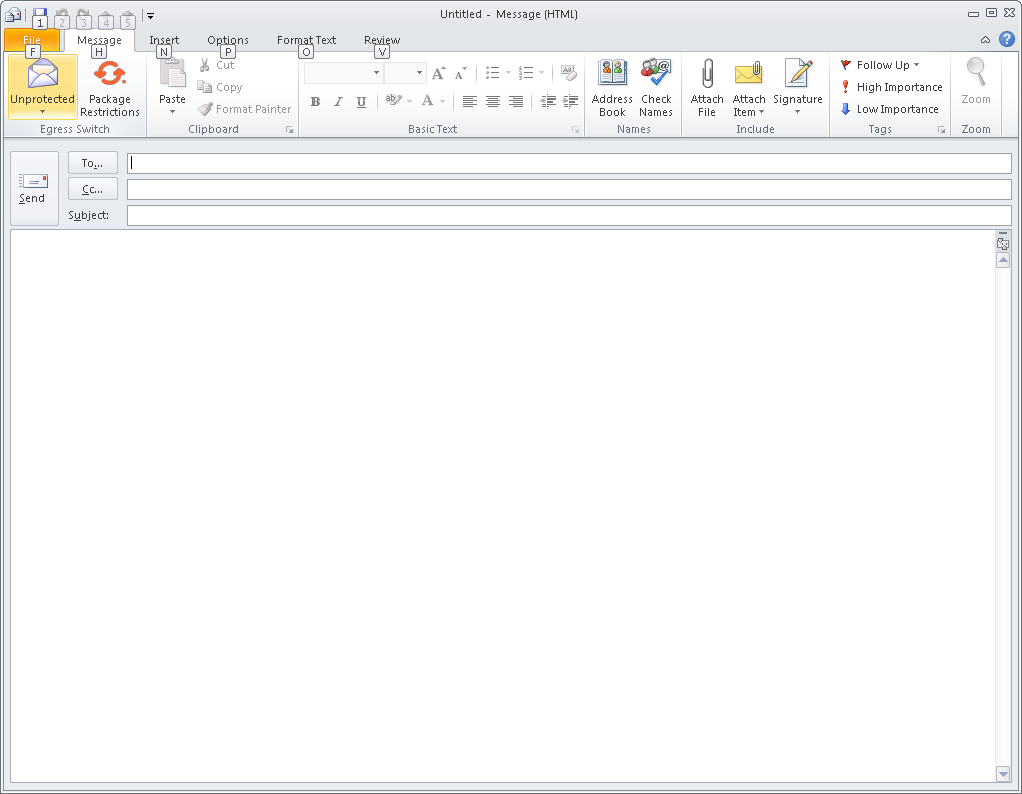 Untitled - Message (HTML)
1 2 3 4 5
File Message Insert Options Format Text Review
F H N P O V
Unprotected
Package Restrictions
Egress Switch
Paste
Cut
Copy
Format Painter
Clipboard
A A
B I U ab A
Basic Text
Address Book
Check Names
Names
Attach File
Attach Item
Signature
Include
Follow Up
High Importance
Low Importance
Tags
Zoom
Zoom
Send
To...
Cc...
Subject: